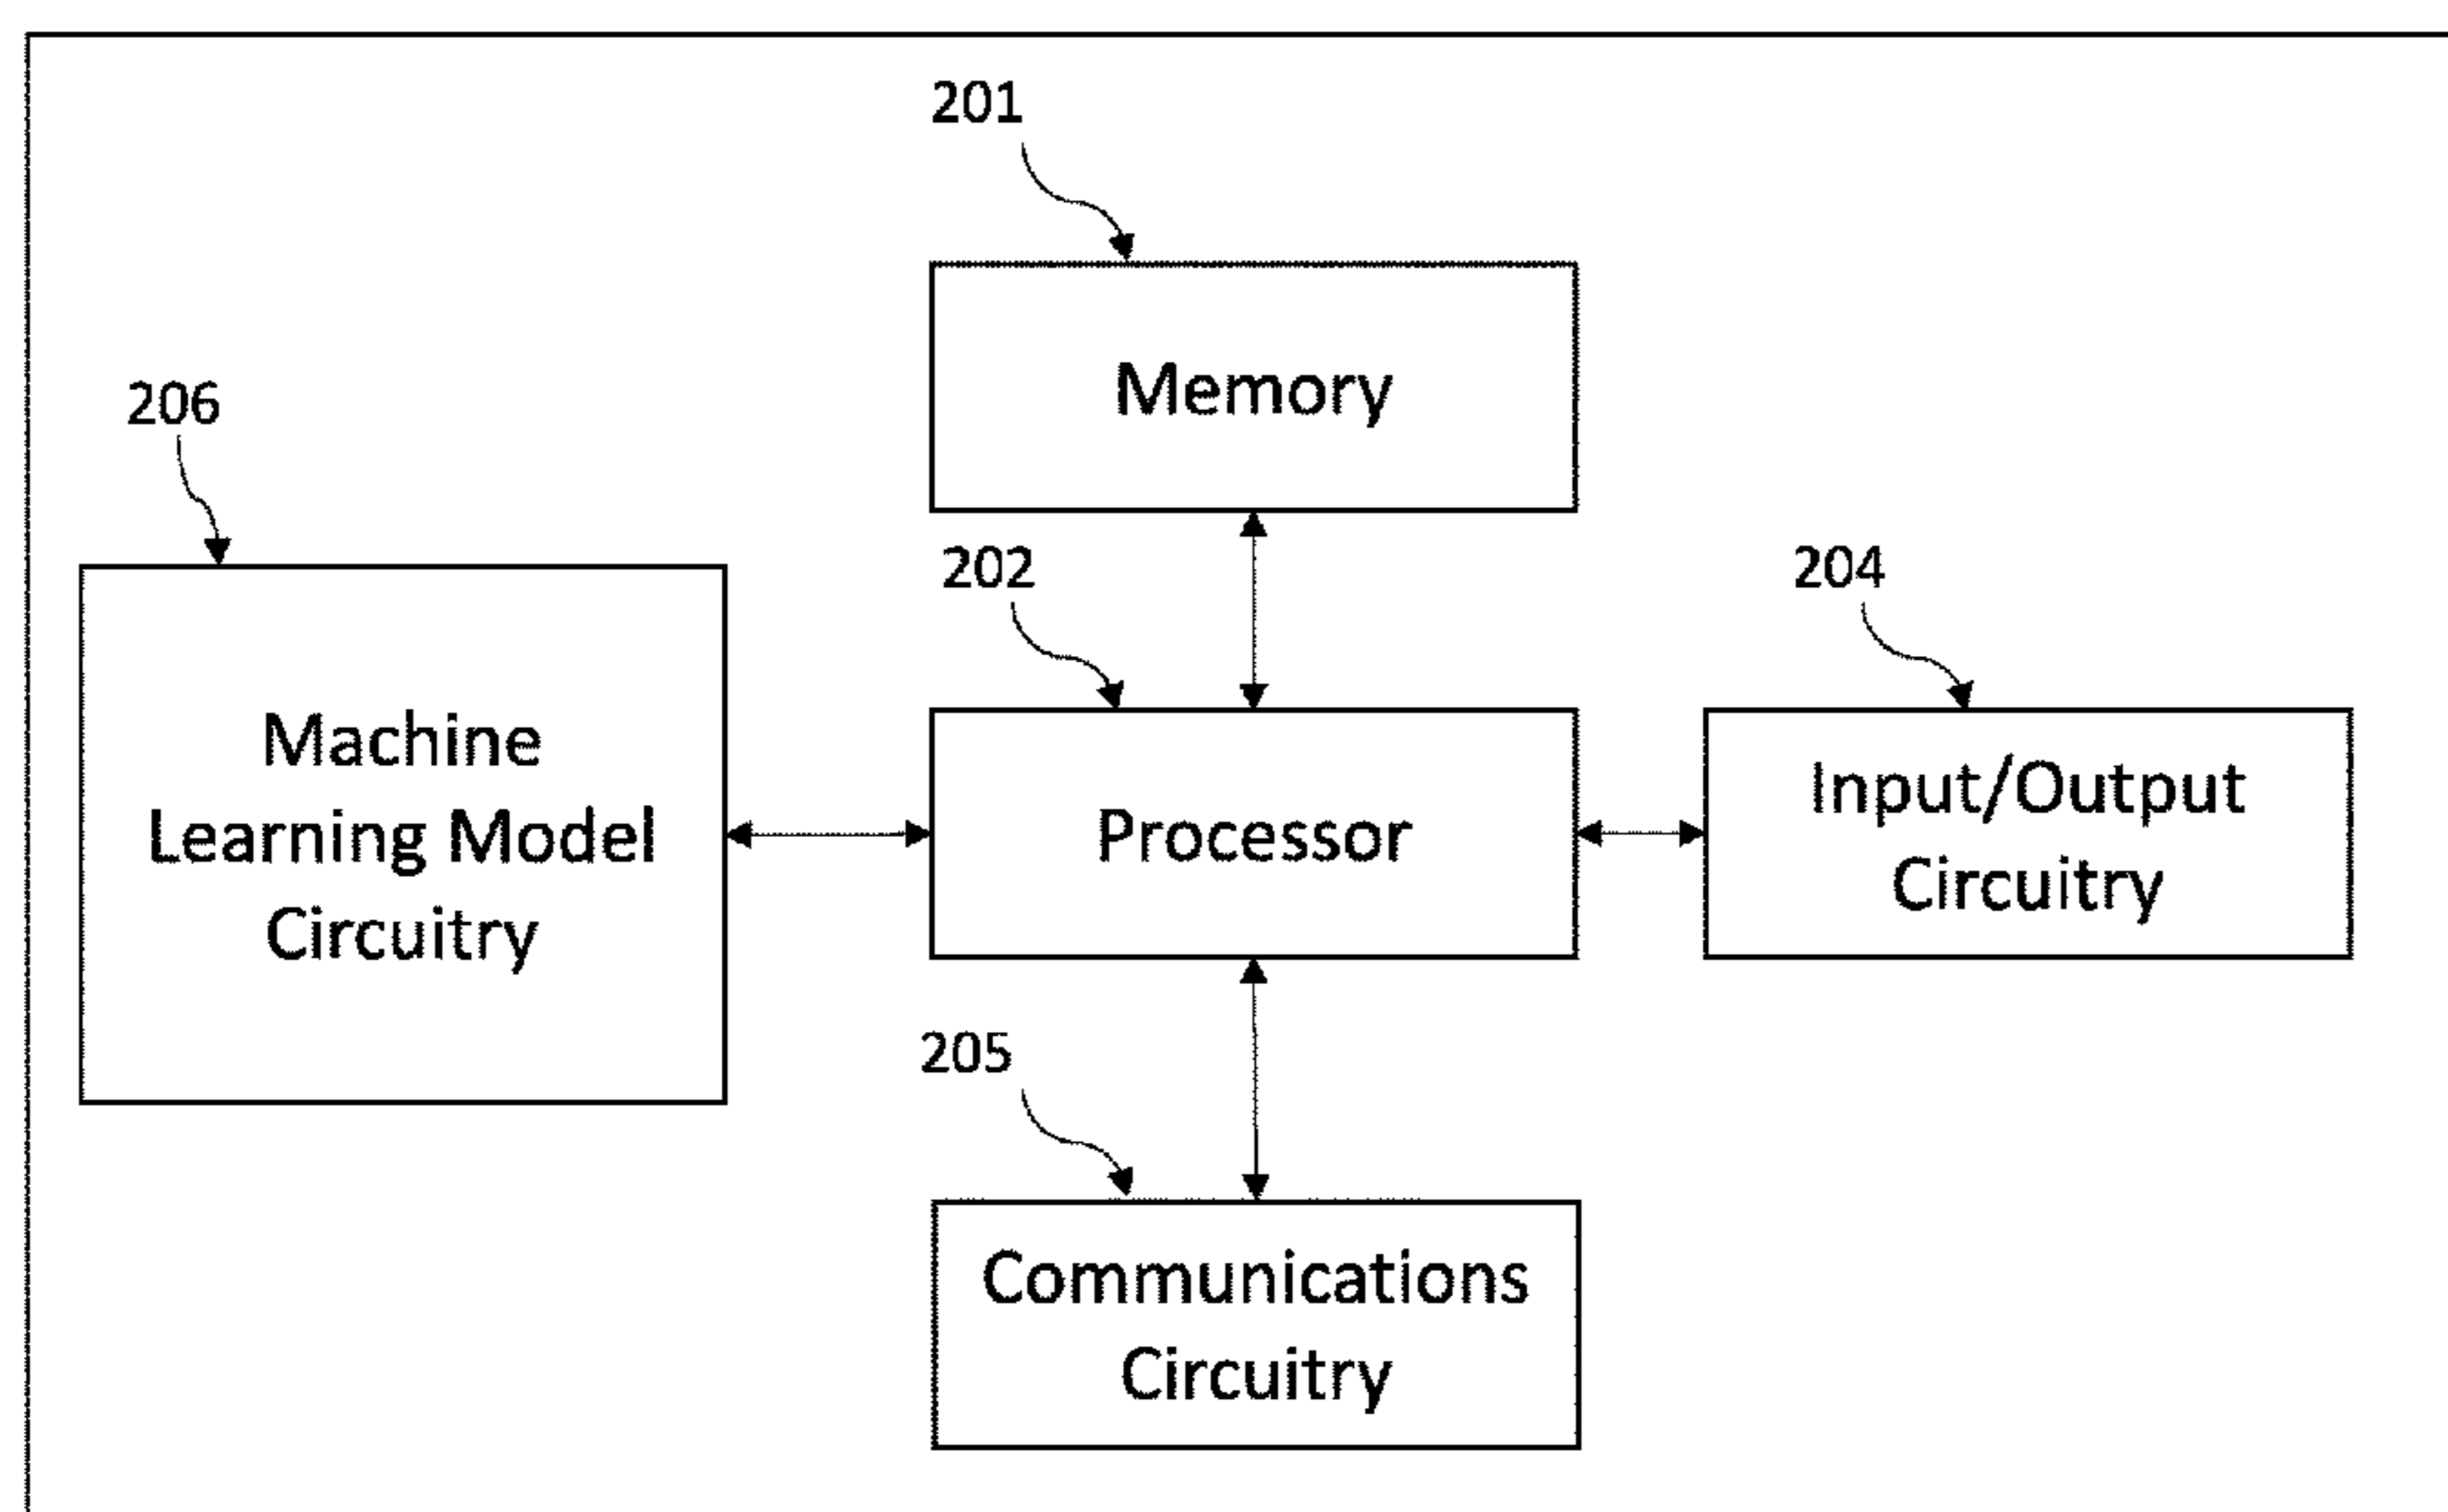 201
Memory
206
202
204
Machine
Learning Model
Circuitry
Processor
Input/Output
Circuitry
205
Communications
Circuitry